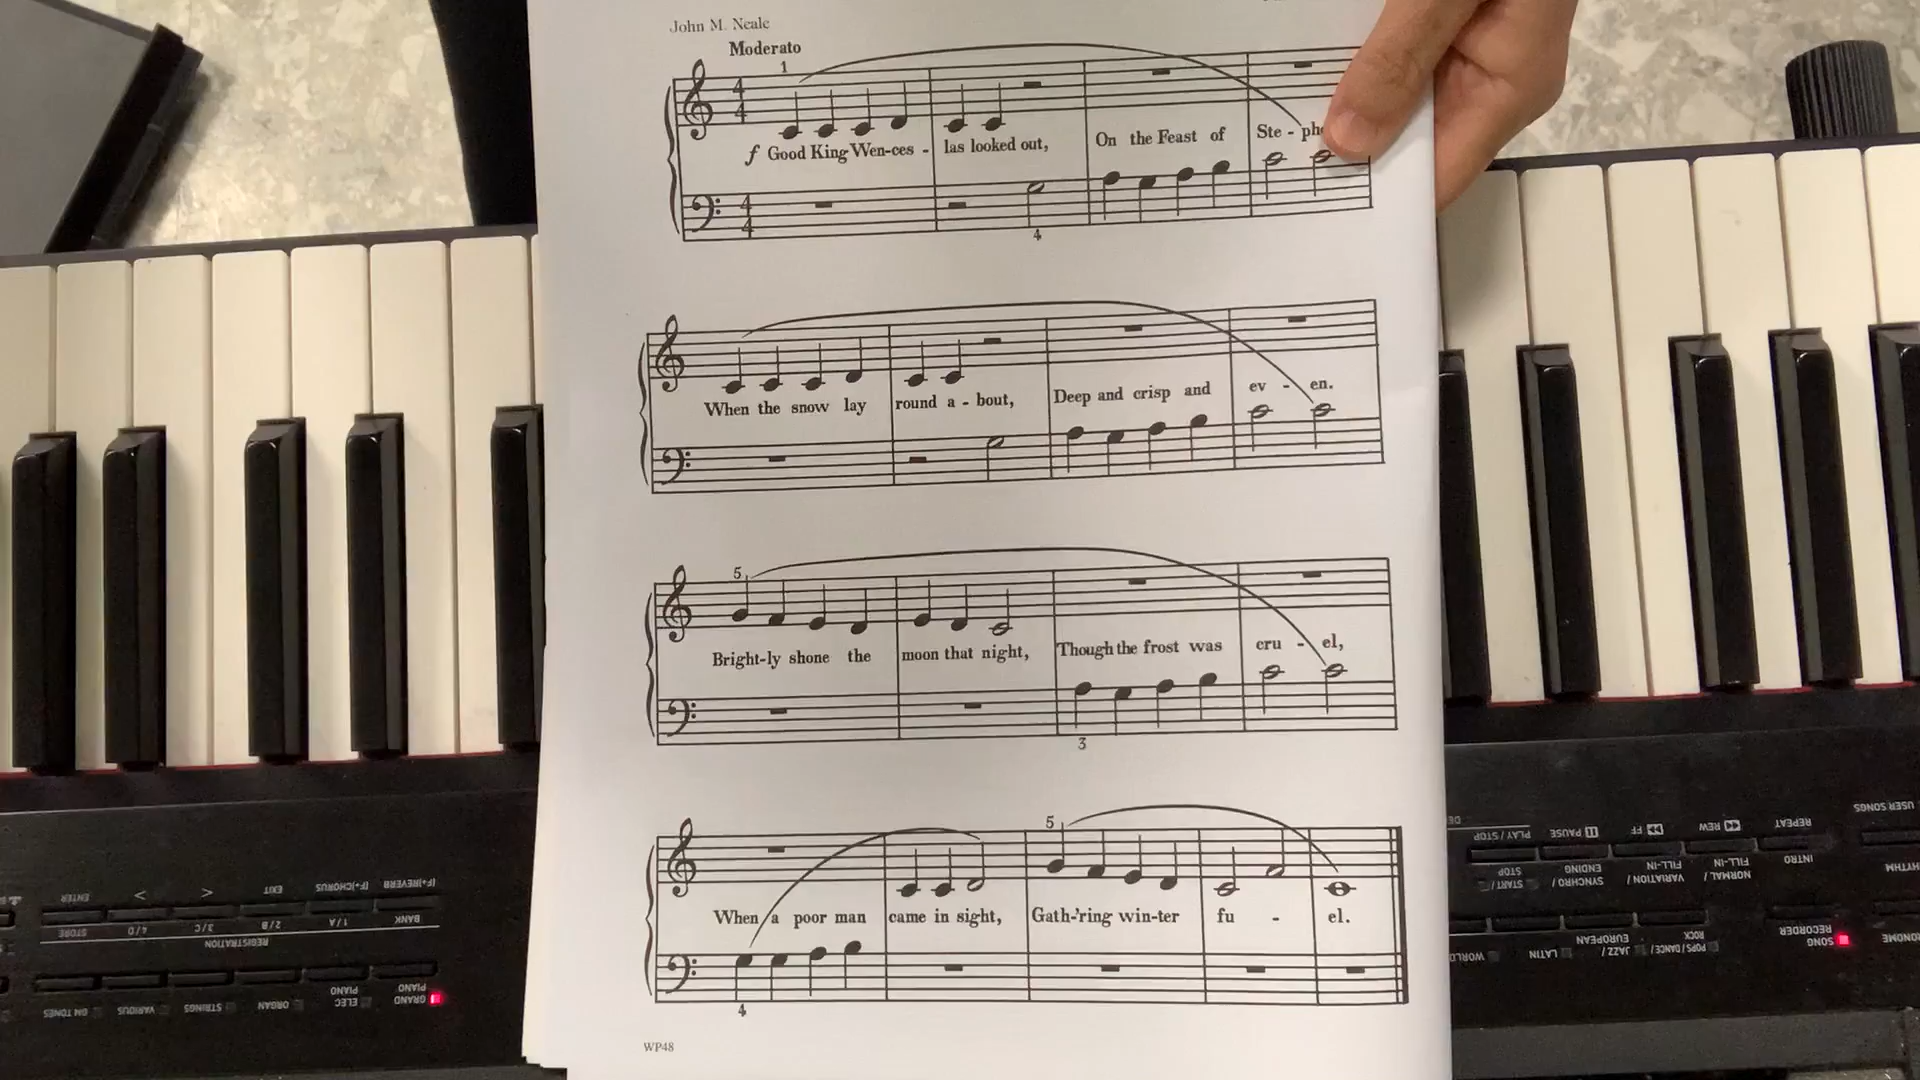 John M. Neale
Moderato
1
4
4
f Good King Wen-ces - las looked out, On the Feast of Ste -
4
4
4
When the snow lay round a - bout, Deep and crisp and ev - en.
5
Bright-ly shone the moon that night, Though the frost was cru - el,
3
5
When a poor man came in sight, Gath-'ring win-ter fu - el.
4
WP48
ENTER
EXIT
1/A
2/B
3/C
4/D
BANK
STORE
REGISTRATION
GM TONES
VARIOUS
STRINGS
ORGAN
ELEC PIANO
GRAND PIANO
PLAY / STOP
PAUSE
FF
REW
REPEAT
USER SONGS
START / STOP
SYNCHRO / ENDING
VARIATION / FILL-IN
NORMAL / FILL-IN
INTRO
LATIN
JAZZ / EUROPEAN
POPS / DANCE / ROCK
SONG RECORDER